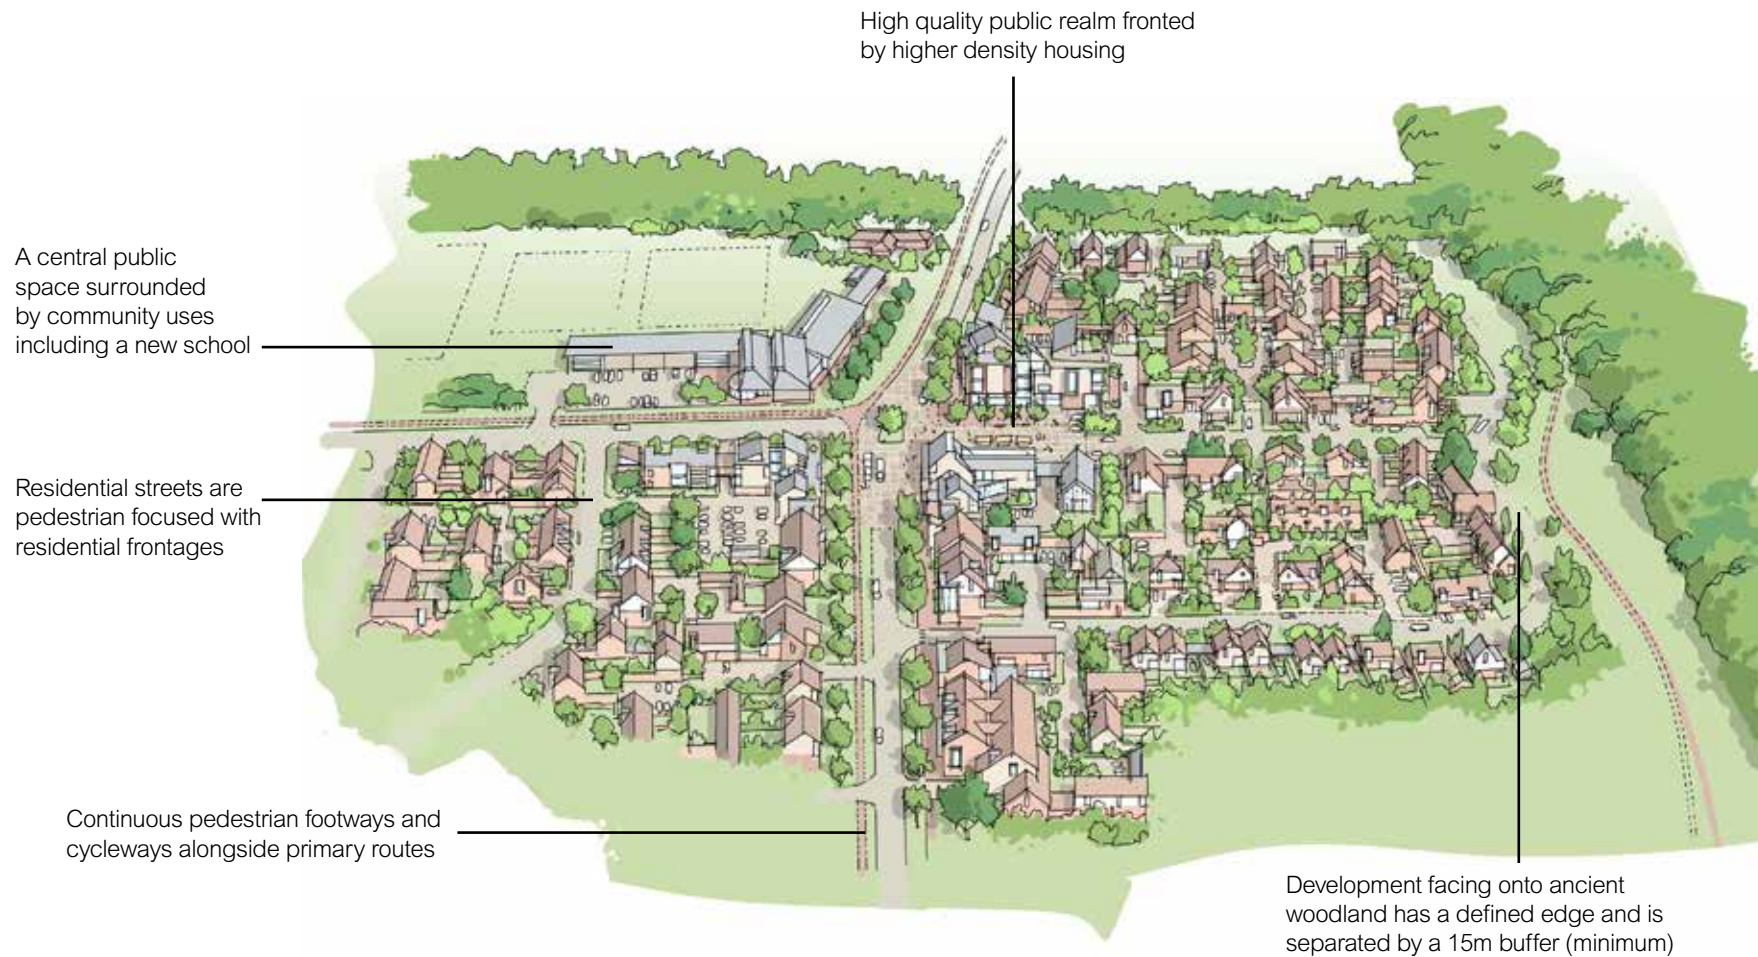 High quality public realm fronted
by higher density housing
A central public
space surrounded
by community uses
including a new school
Residential streets are
pedestrian focused with
residential frontages
Continuous pedestrian footways and
cycleways alongside primary routes
Development facing onto ancient
woodland has a defined edge and is
separated by a 15m buffer (minimum)